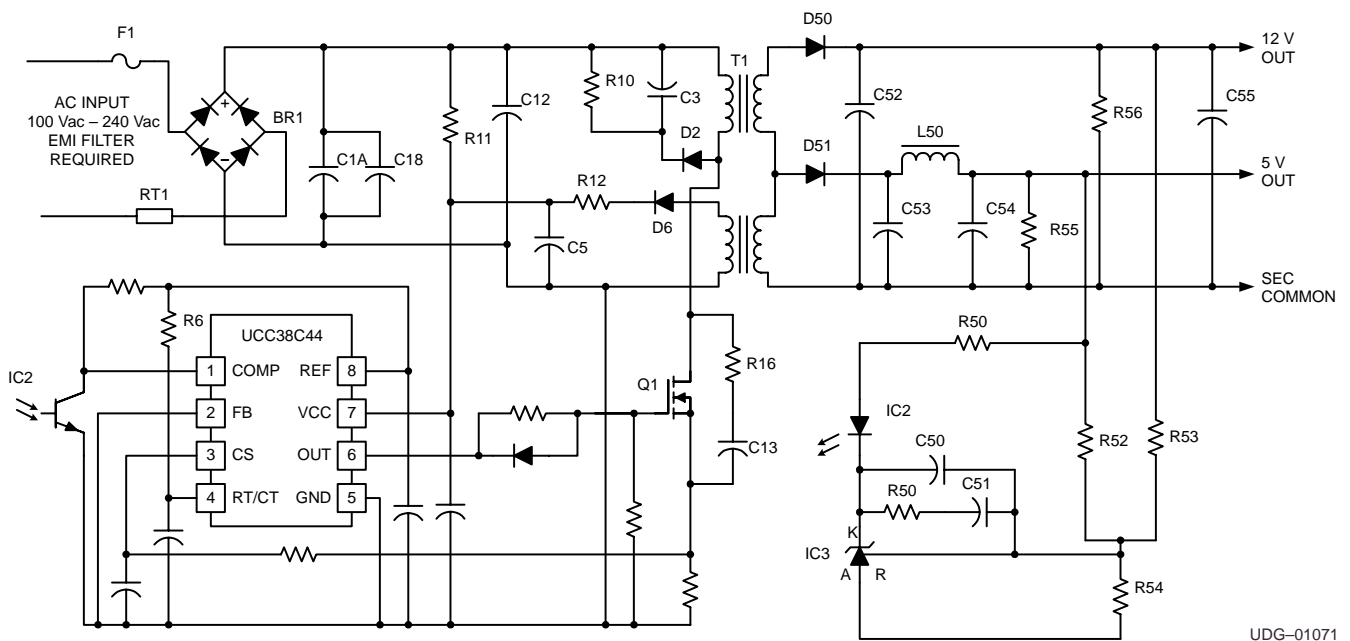 F1
AC INPUT
100 Vac – 240 Vac
EMI FILTER
REQUIRED
+
–
BR1
RT1
C1A
C18
R11
C12
R10
C3
D2
T1
D50
12 V
OUT
C52
R56
C55
D51
L50
5 V
OUT
R12
D6
C5
C53
C54
R55
SEC
COMMON
R6
UCC38C44
1 COMP
REF 8
2 FB
VCC 7
3 CS
OUT 6
4 RT/CT
GND 5
IC2
Q1
R16
C13
R50
IC2
C50
R52
R53
R50
C51
K
IC3
A
R
R54
UDG–01071